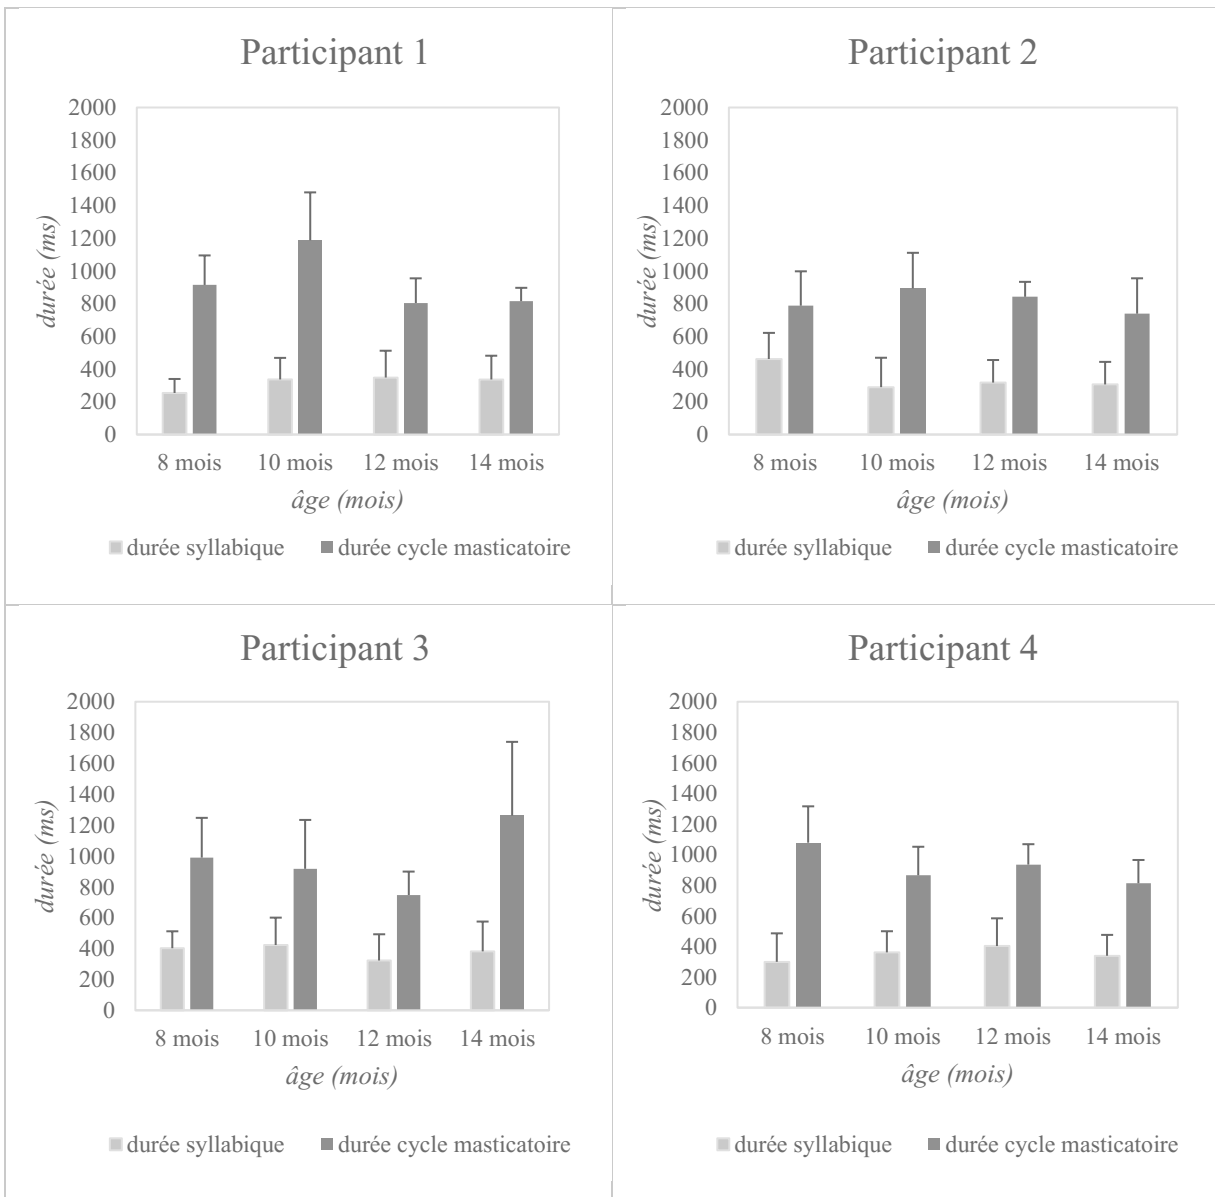 Participant 1
2000
1800
1600
1400
1200
1000
800
600
400
200
0
durée (ms)
8 mois 10 mois 12 mois 14 mois
âge (mois)
durée syllabique durée cycle masticatoire
Participant 2
2000
1800
1600
1400
1200
1000
800
600
400
200
0
durée (ms)
8 mois 10 mois 12 mois 14 mois
âge (mois)
durée syllabique durée cycle masticatoire
Participant 3
2000
1800
1600
1400
1200
1000
800
600
400
200
0
durée (ms)
8 mois 10 mois 12 mois 14 mois
âge (mois)
durée syllabique durée cycle masticatoire
Participant 4
2000
1800
1600
1400
1200
1000
800
600
400
200
0
durée (ms)
8 mois 10 mois 12 mois 14 mois
âge (mois)
durée syllabique durée cycle masticatoire